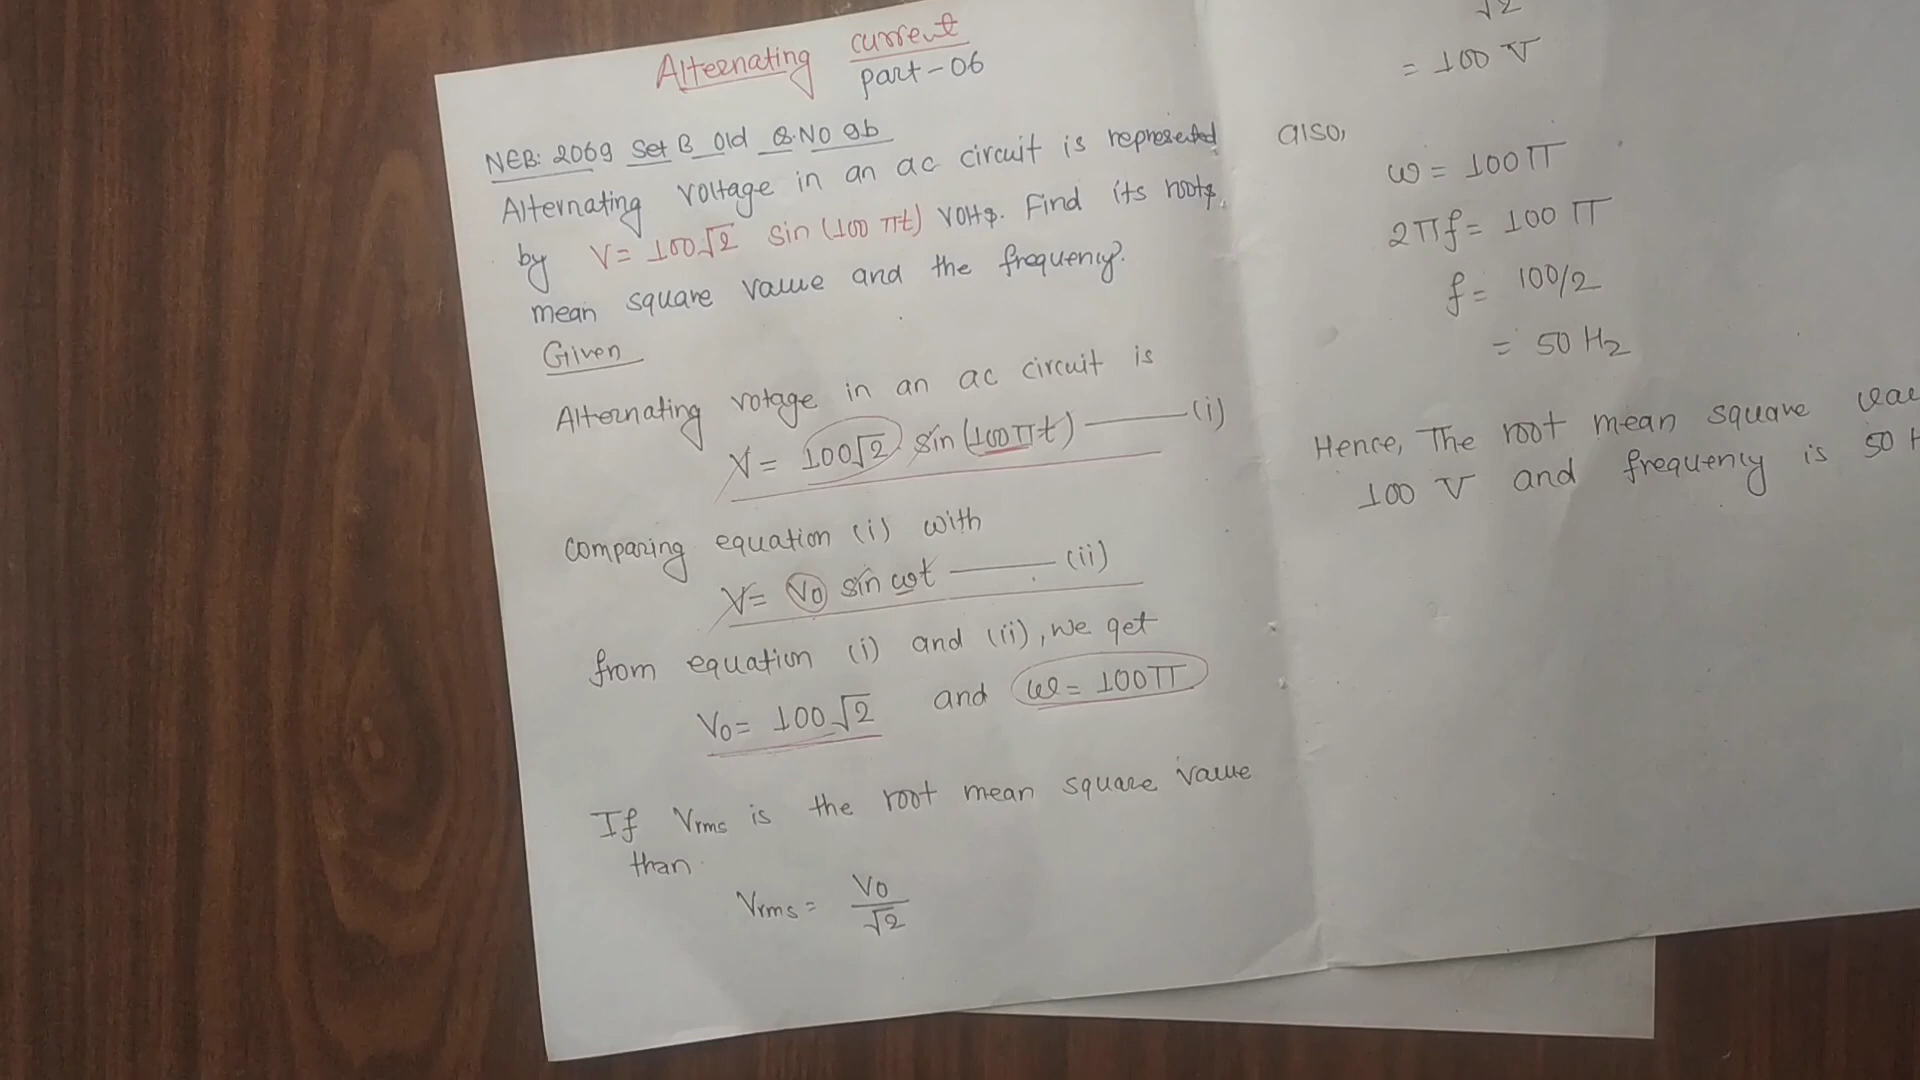 Alternating current
part-06
NEB: 2069 Set B Old Q.No 9b
Alternating voltage in an ac circuit is represented
by V = 100√2 sin (100 πt) volts. Find its root
mean square value and the frequency?
Given
Alternating votage in an ac circuit is
V = 100√2 sin (100πt) ——— (i)
comparing equation (i) with
V = V0 sin ωt ——— (ii)
from equation (i) and (ii), we get
V0 = 100√2 and ω = 100π
If Vrms is the root mean square value
than
Vrms = V0/√2
√2
= 100 V
also,
ω = 100π
2πf = 100π
f = 100/2
= 50 Hz
Hence, The root mean square
100 V and frequency is 50 H